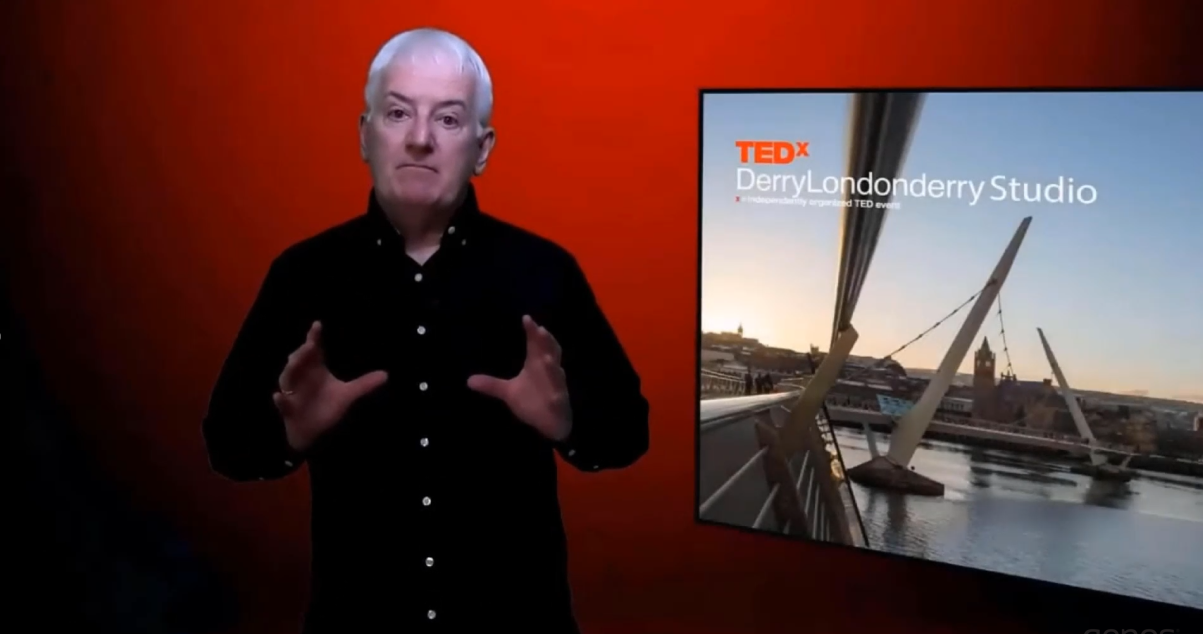 TEDx
DerryLondonderry Studio
x = independently organized TED event